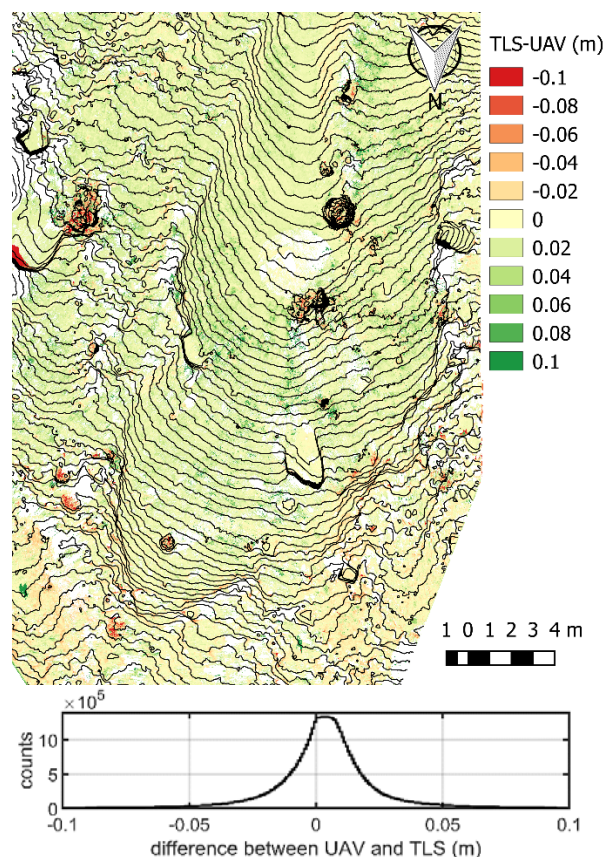 TLS-UAV (m)
-0.1
-0.08
-0.06
-0.04
-0.02
0
0.02
0.04
0.06
0.08
0.1
N
1 0 1 2 3 4 m
×10⁵
10
5
0
counts
-0.1 -0.05 0 0.05 0.1
difference between UAV and TLS (m)